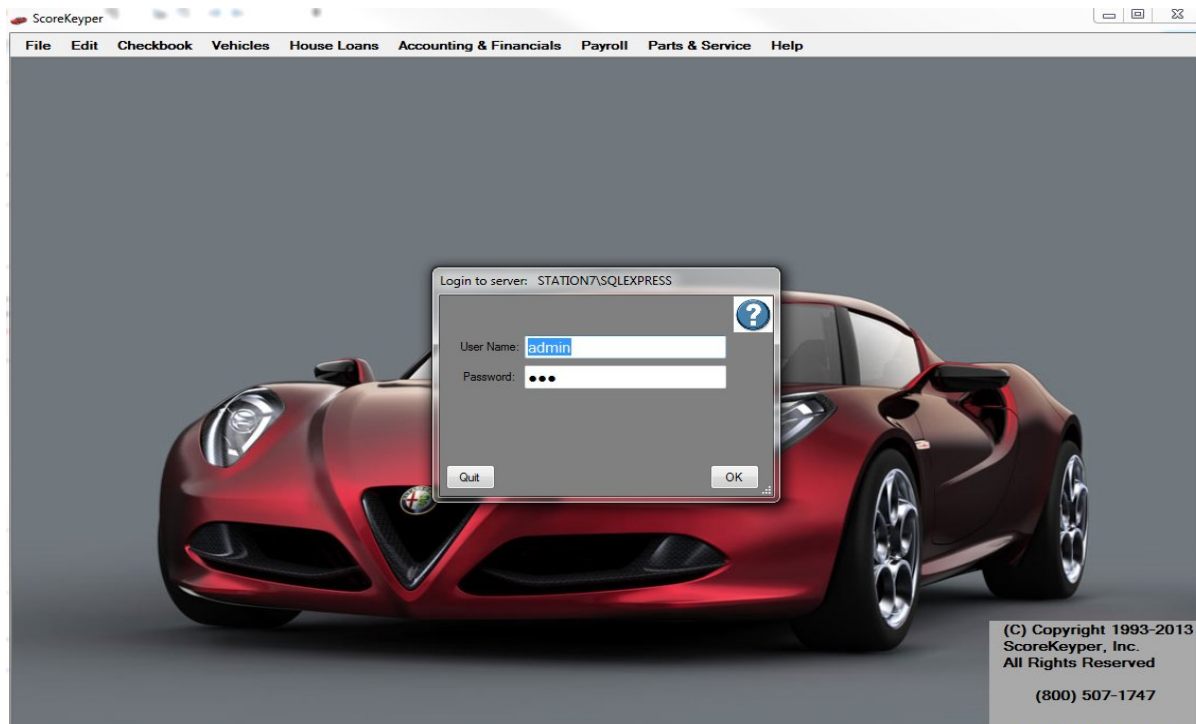 ScoreKeyper
File Edit Checkbook Vehicles House Loans Accounting & Financials Payroll Parts & Service Help
Login to server: STATION7\SQLEXPRESS
User Name: admin
Password: ●●●
Quit OK
(C) Copyright 1993-2013
ScoreKeyper, Inc.
All Rights Reserved
(800) 507-1747